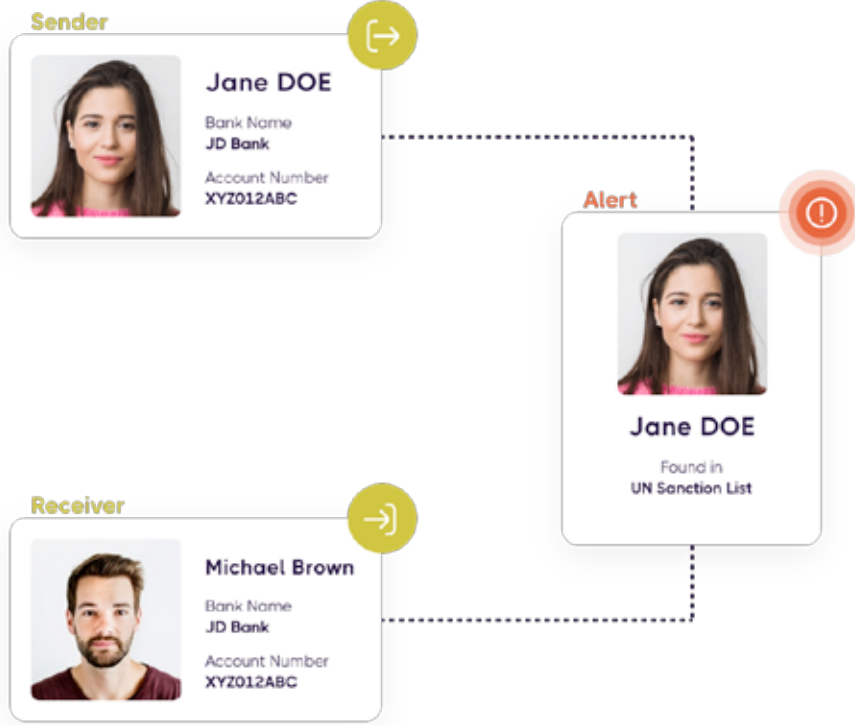 Sender
Jane DOE
Bank Name
JD Bank
Account Number
XYZ012ABC
Alert
Jane DOE
Found in
UN Sanction List
Receiver
Michael Brown
Bank Name
JD Bank
Account Number
XYZ012ABC